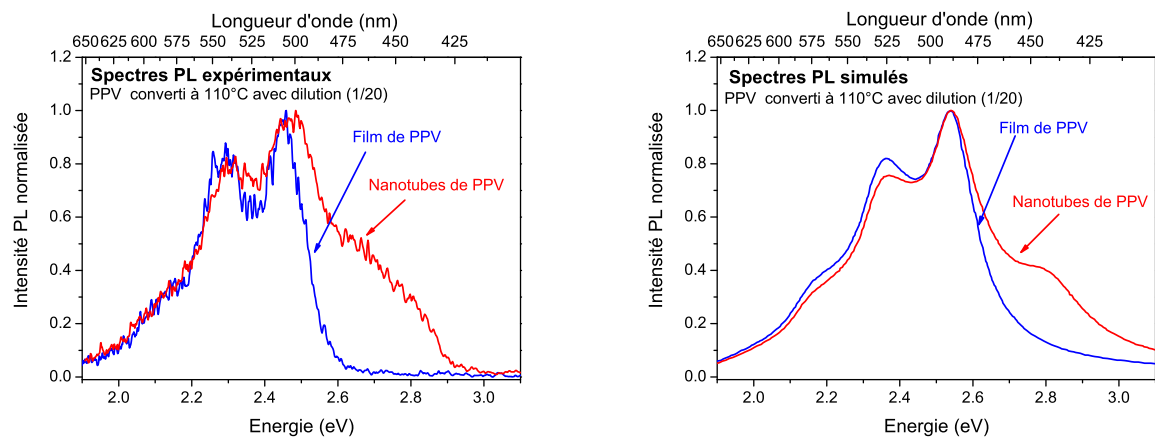 Longueur d'onde (nm)
650 625 600 575 550 525 500 475 450 425
1.2
1.0
0.8
0.6
0.4
0.2
0.0
Intensité PL normalisée
Spectres PL expérimentaux
PPV converti à 110°C avec dilution (1/20)
Film de PPV
Nanotubes de PPV
2.0 2.2 2.4 2.6 2.8 3.0
Energie (eV)
Longueur d'onde (nm)
650 625 600 575 550 525 500 475 450 425
1.2
1.0
0.8
0.6
0.4
0.2
0.0
Intensité PL normalisée
Spectres PL simulés
PPV converti à 110°C avec dilution (1/20)
Film de PPV
Nanotubes de PPV
2.0 2.2 2.4 2.6 2.8 3.0
Energie (eV)